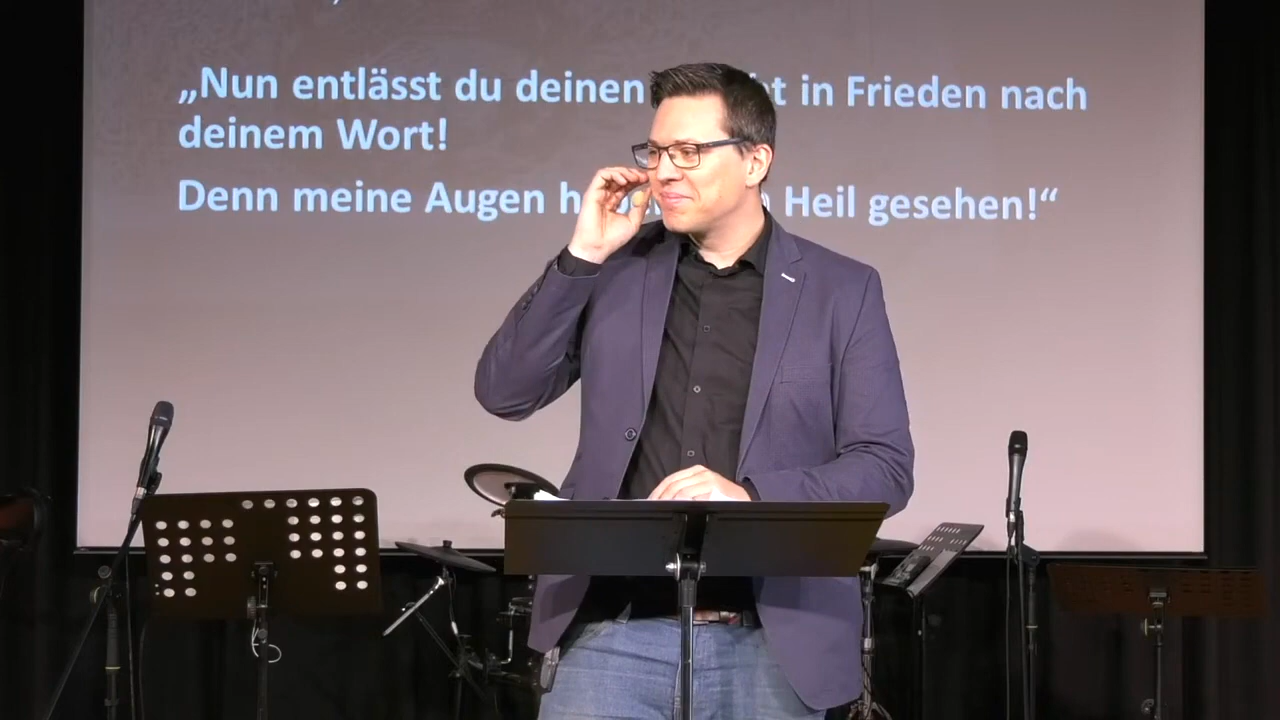 „Nun entlässt du deinen in Frieden nach
deinem Wort!
Denn meine Augen Heil gesehen!“